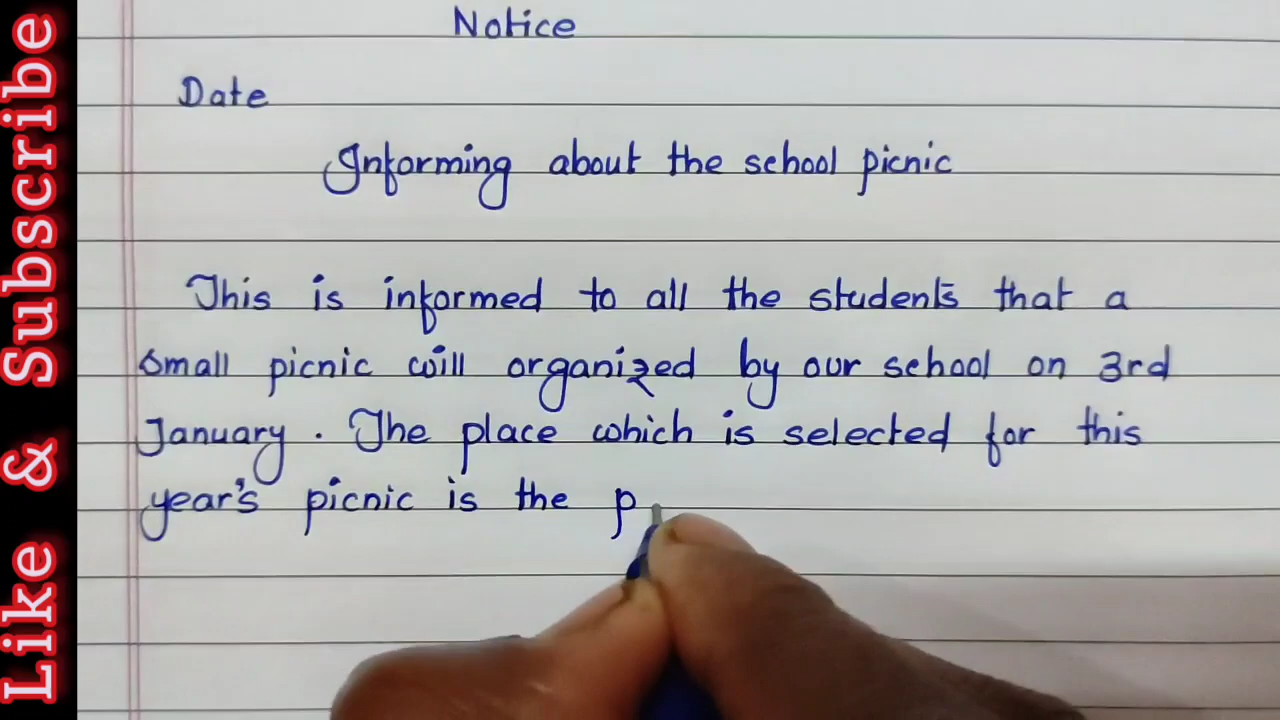 Like & Subscribe
Notice
Date
Informing about the school picnic
This is informed to all the students that a
small picnic will organized by our school on 3rd
January. The place which is selected for this
year's picnic is the p